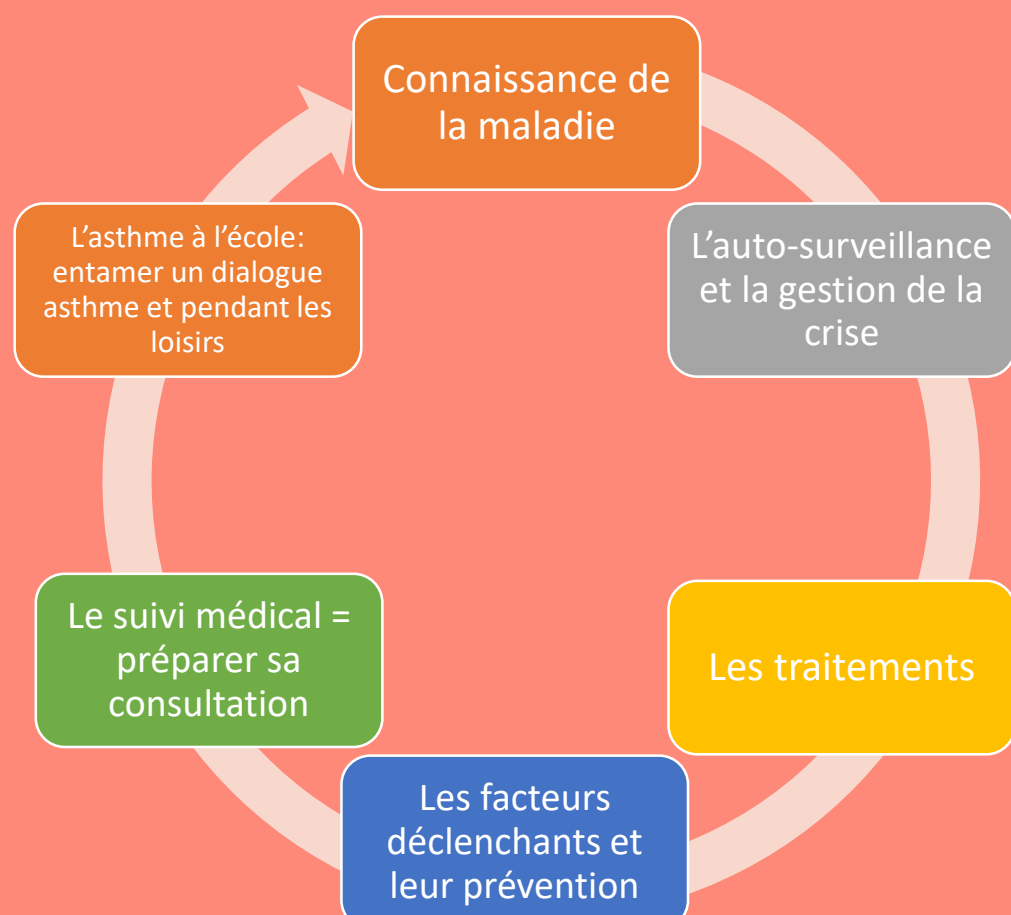 Connaissance de
la maladie
L'auto-surveillance
et la gestion de la
crise
Les traitements
Les facteurs
déclenchants et
leur prévention
Le suivi médical =
préparer sa
consultation
L'asthme à l'école:
entamer un dialogue
asthme et pendant les
loisirs